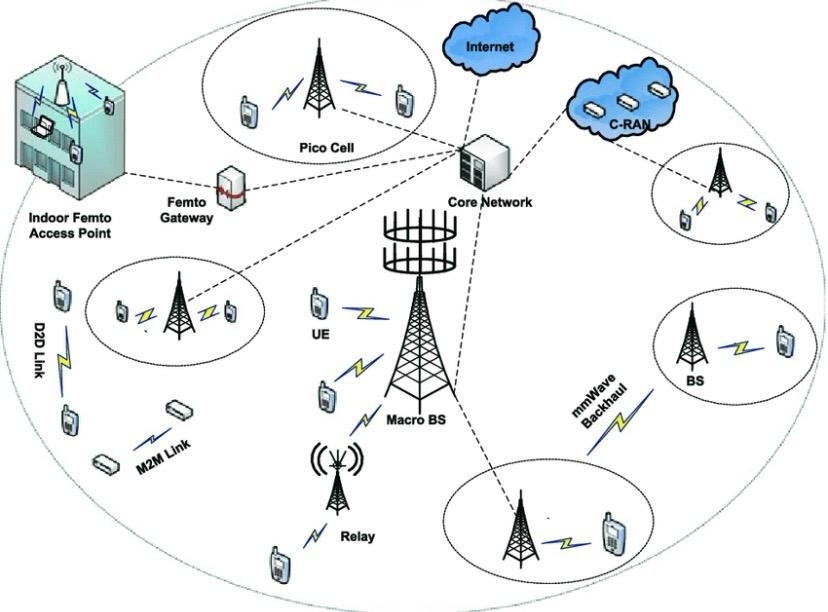 Internet
C-RAN
Pico Cell
Core Network
Femto
Gateway
Indoor Femto
Access Point
D2D Link
UE
BS
mmWave
Backhaul
Macro BS
M2M Link
Relay